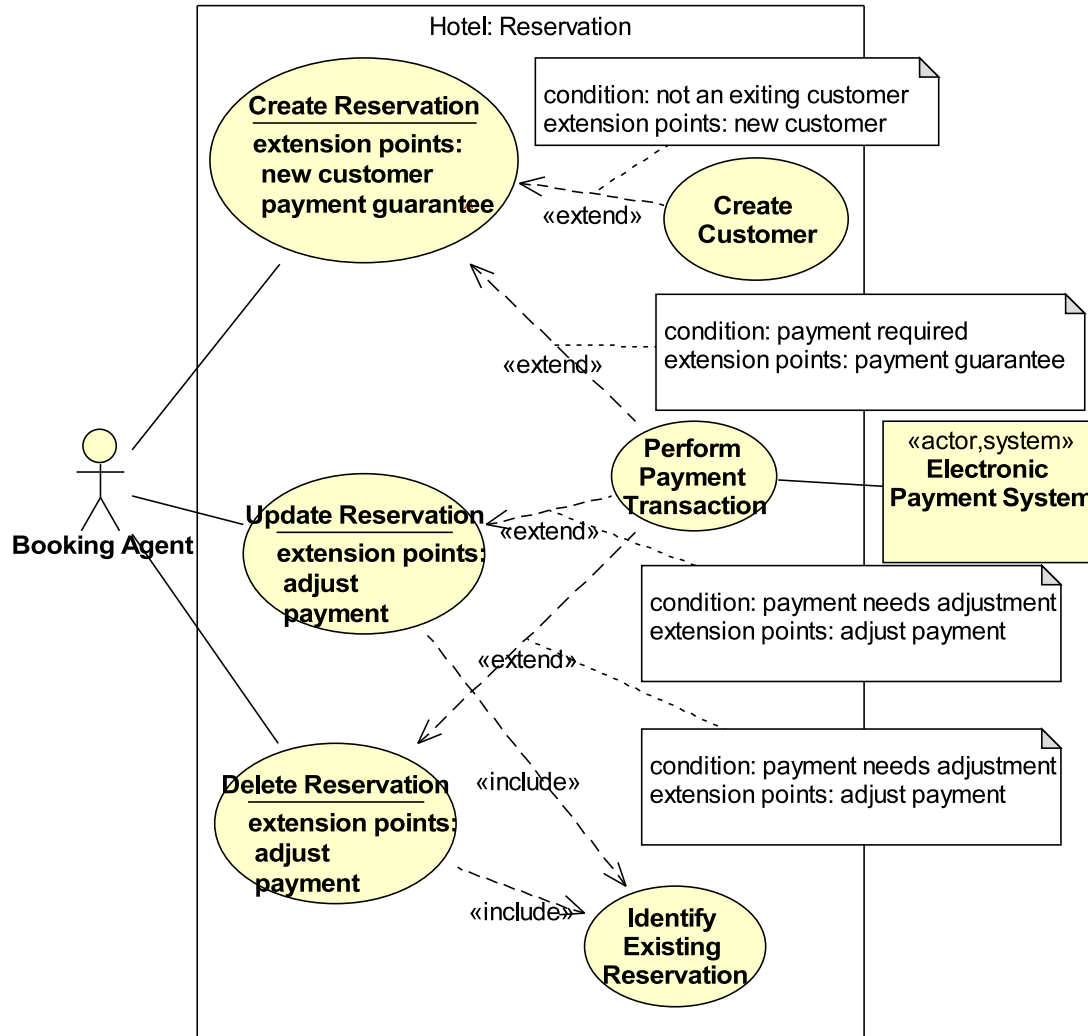 Hotel: Reservation
condition: not an exiting customer
extension points: new customer
Create Reservation
extension points:
new customer
payment guarantee
«extend»
Create
Customer
condition: payment required
extension points: payment guarantee
«extend»
Perform
Payment
Transaction
«actor,system»
Electronic
Payment System
Booking Agent
Update Reservation
extension points:
adjust
payment
«extend»
condition: payment needs adjustment
extension points: adjust payment
«extend»
condition: payment needs adjustment
extension points: adjust payment
Delete Reservation
extension points:
adjust
payment
«include»
«include»
Identify
Existing
Reservation